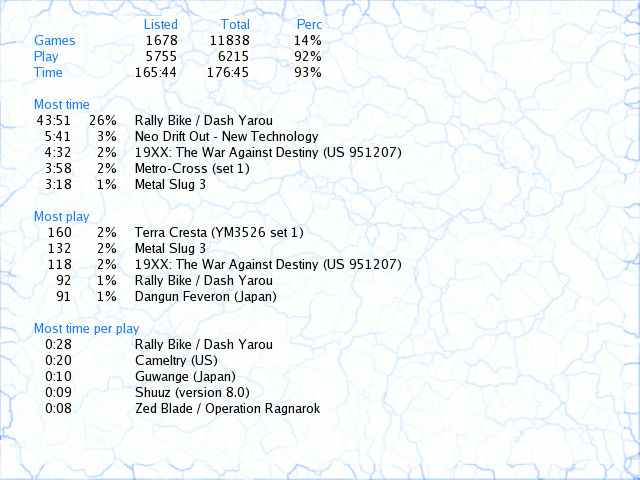 Listed Total Perc
Games 1678 11838 14%
Play 5755 6215 92%
Time 165:44 176:45 93%
Most time
43:51 26% Rally Bike / Dash Yarou
5:41 3% Neo Drift Out - New Technology
4:32 2% 19XX: The War Against Destiny (US 951207)
3:58 2% Metro-Cross (set 1)
3:18 1% Metal Slug 3
Most play
160 2% Terra Cresta (YM3526 set 1)
132 2% Metal Slug 3
118 2% 19XX: The War Against Destiny (US 951207)
92 1% Rally Bike / Dash Yarou
91 1% Dangun Feveron (Japan)
Most time per play
0:28 Rally Bike / Dash Yarou
0:20 Cameltry (US)
0:10 Guwange (Japan)
0:09 Shuuz (version 8.0)
0:08 Zed Blade / Operation Ragnarok